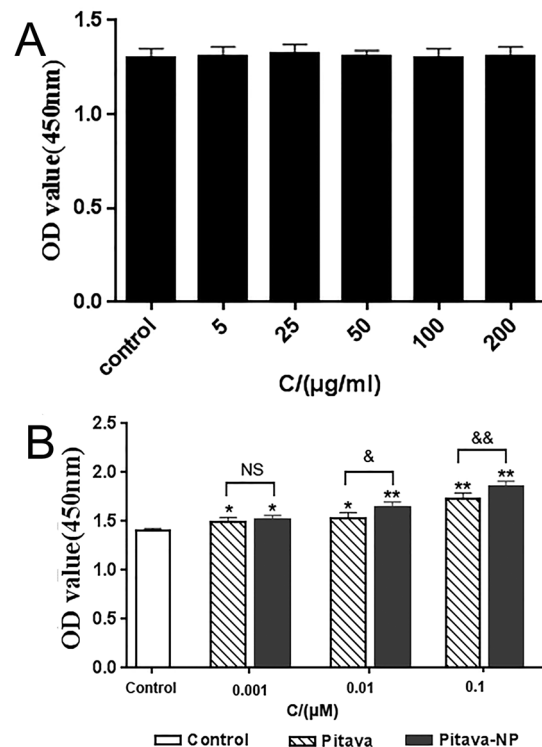 A
OD value(450nm)
1.5
1.0
0.5
0.0
control
5
25
50
100
200
C/(µg/ml)
B
OD value(450nm)
2.5
2.0
1.5
1.0
0.5
0.0
NS
&
&&
* * * ** ** **
Control 0.001 0.01 0.1
C/(µM)
Control Pitava Pitava-NP